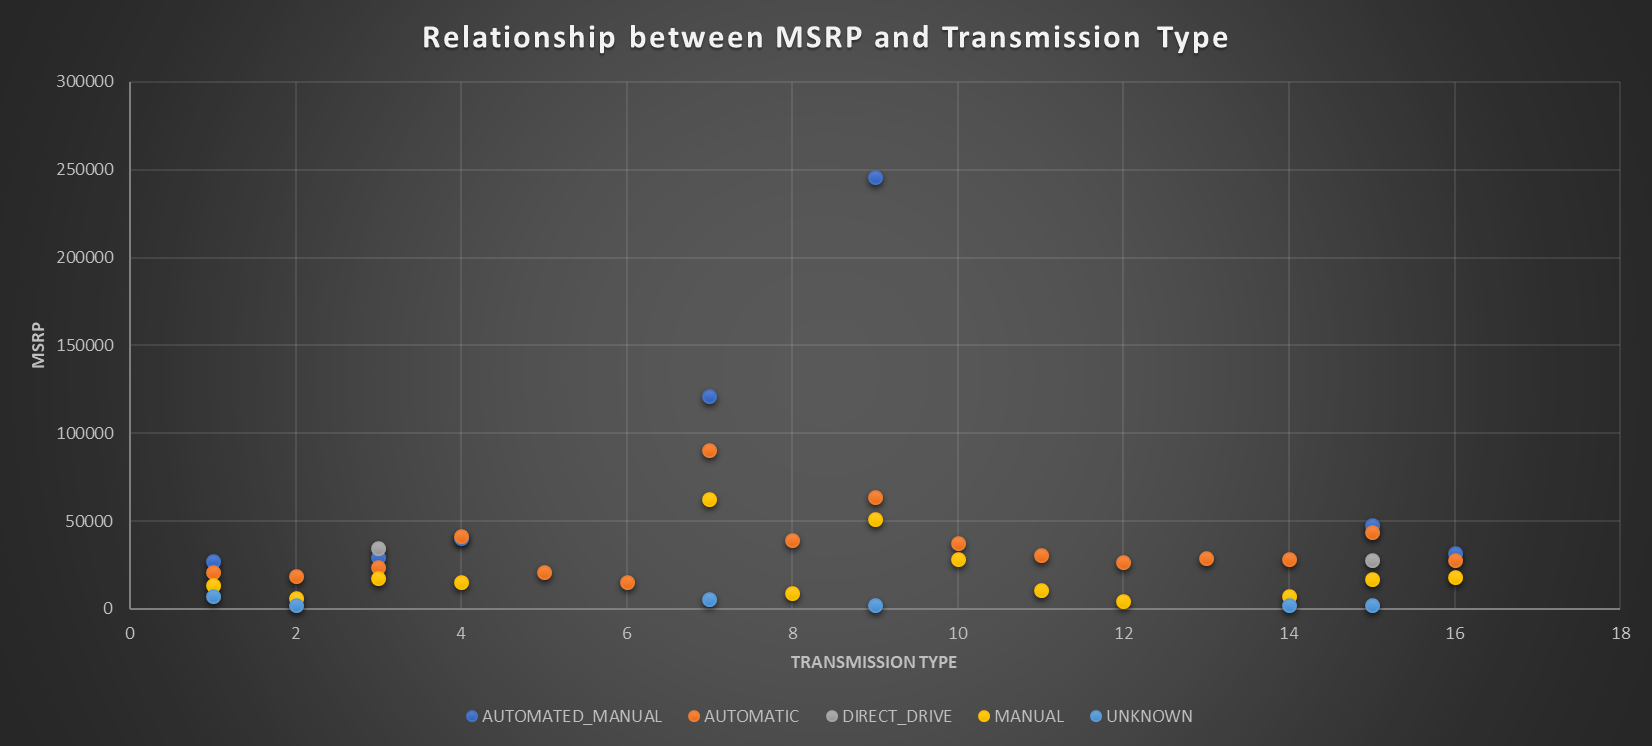 Relationship between MSRP and Transmission Type
300000
250000
200000
150000
100000
50000
0
MSRP
0 2 4 6 8 10 12 14 16 18
TRANSMISSION TYPE
AUTOMATED_MANUAL AUTOMATIC DIRECT_DRIVE MANUAL UNKNOWN